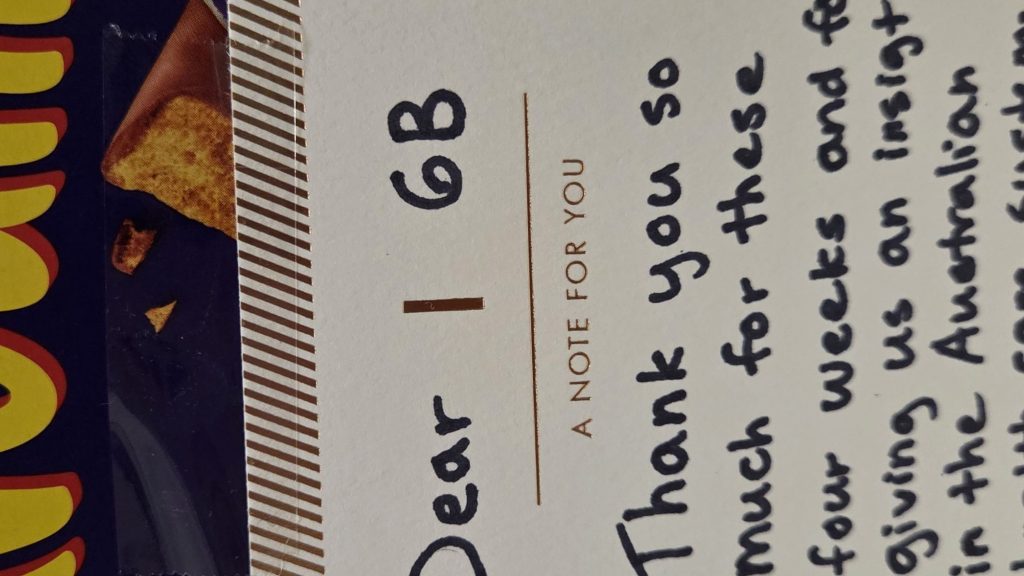 Dear 6B
A NOTE FOR YOU
Thank you so
much for these
four weeks and
giving us an
in the Australian